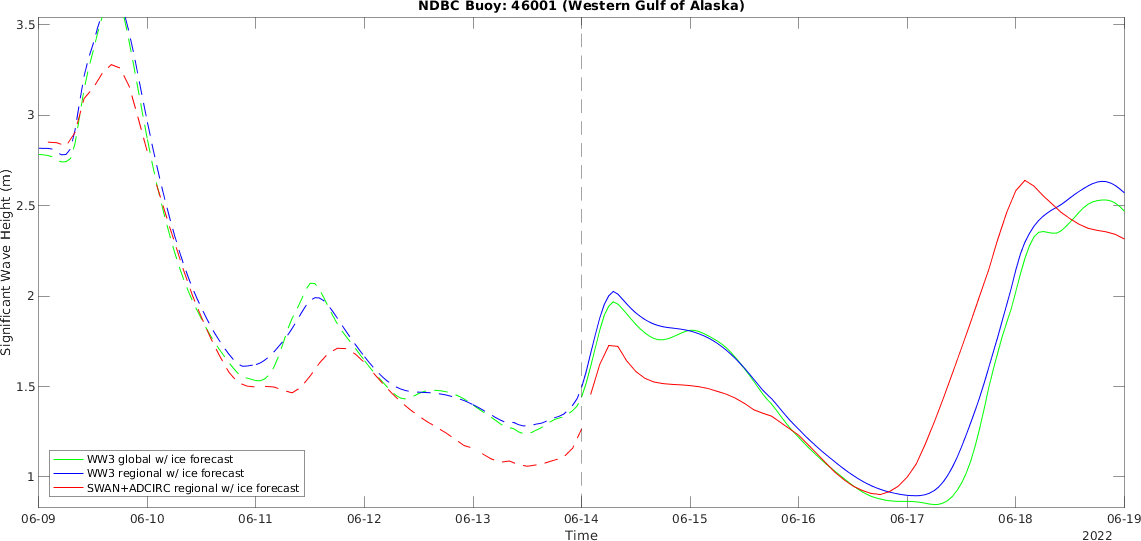 NDBC Buoy: 46001 (Western Gulf of Alaska)
Significant Wave Height (m)
3.5
3
2.5
2
1.5
1
WW3 global w/ ice forecast
WW3 regional w/ ice forecast
SWAN+ADCIRC regional w/ ice forecast
06-09 06-10 06-11 06-12 06-13 06-14 06-15 06-16 06-17 06-18 06-19
Time
2022